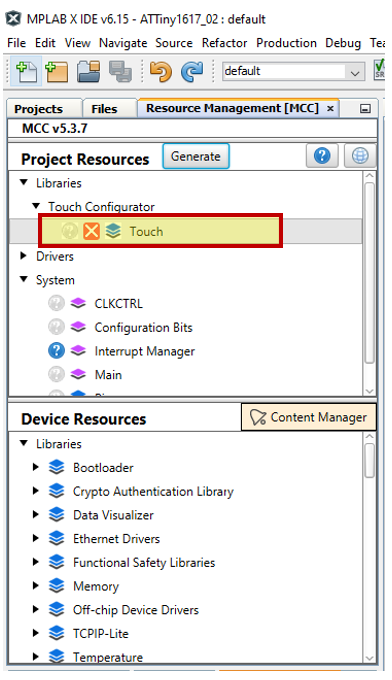 MPLAB X IDE v6.15 - ATTiny1617_02 : default
File Edit View Navigate Source Refactor Production Debug Tea
default
Projects Files Resource Management [MCC] ×
MCC v5.3.7
Project Resources Generate ?
Libraries
Touch Configurator
? Touch
Drivers
System
? CLKCTRL
? Configuration Bits
? Interrupt Manager
? Main
Device Resources Content Manager
Libraries
Bootloader
Crypto Authentication Library
Data Visualizer
Ethernet Drivers
Functional Safety Libraries
Memory
Off-chip Device Drivers
TCPIP-Lite
Temperature